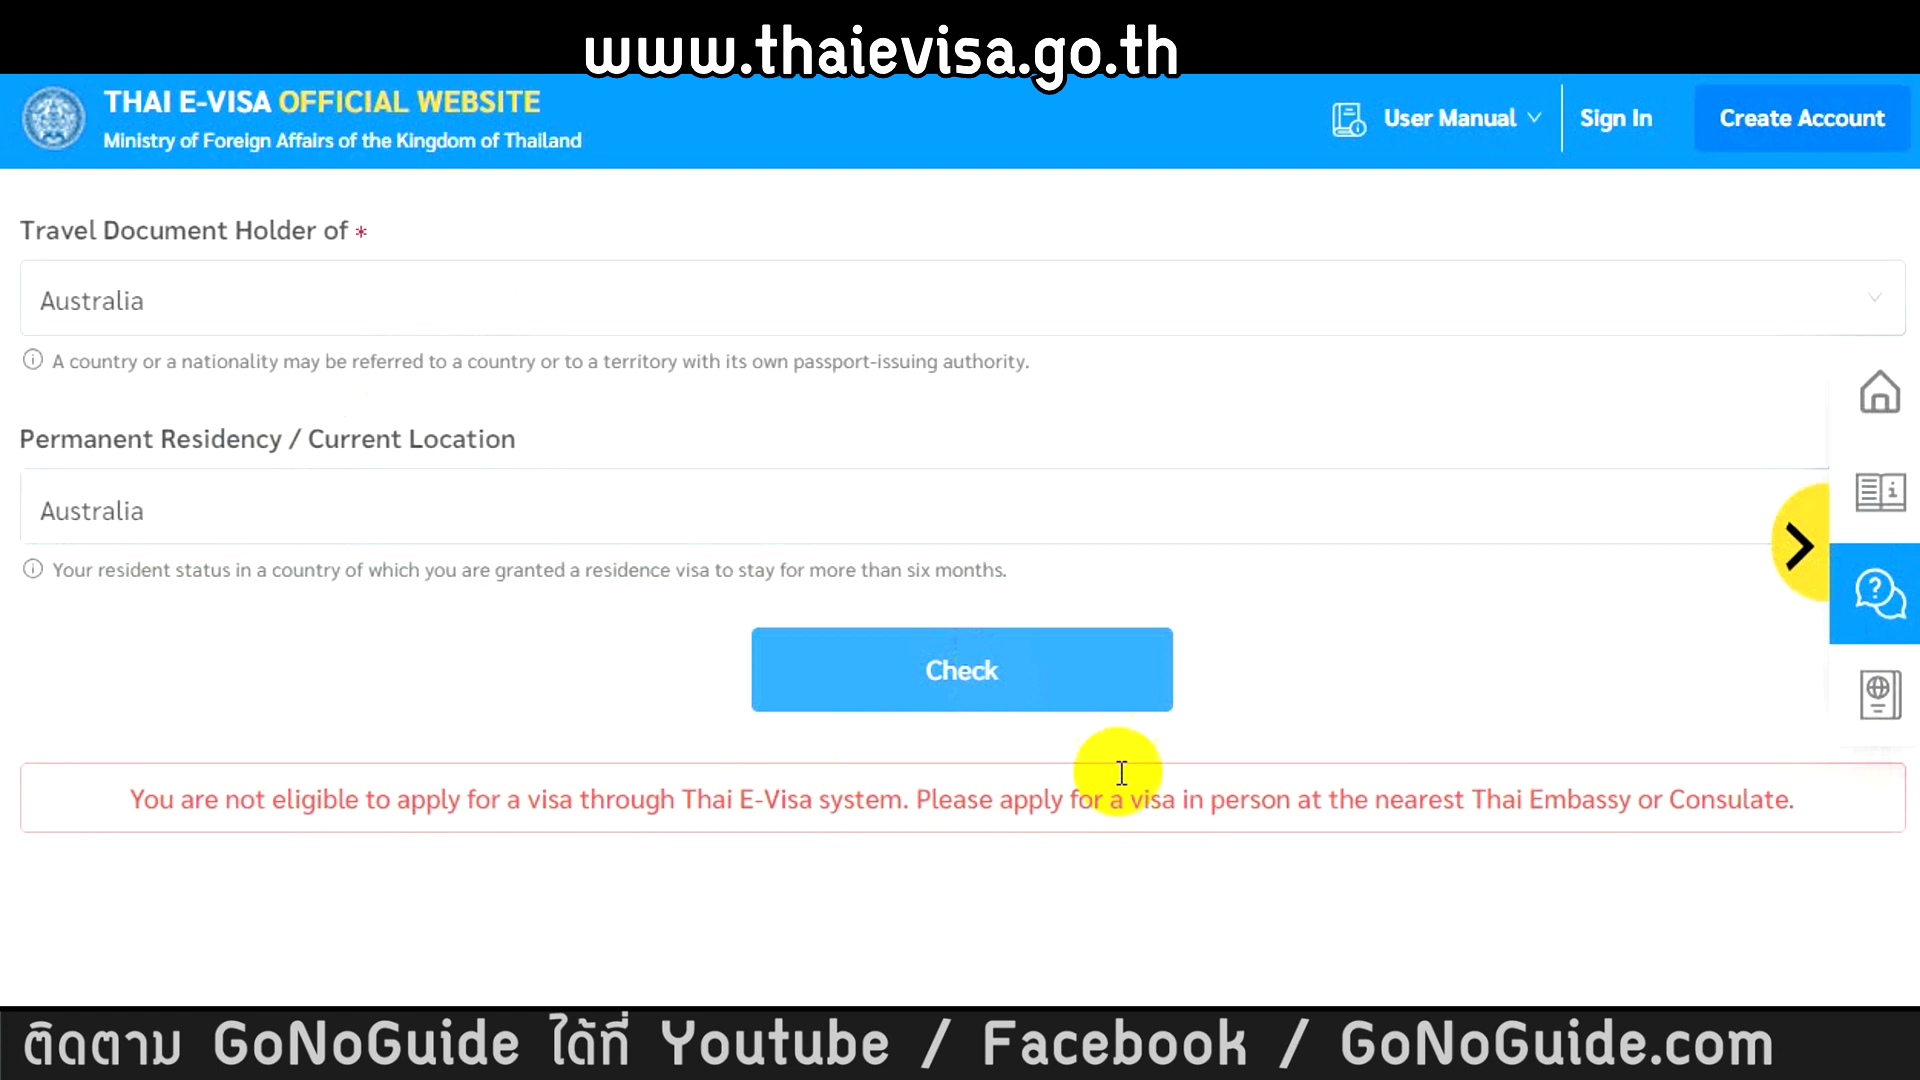 www.thaievisa.go.th
THAI E-VISA OFFICIAL WEBSITE
Ministry of Foreign Affairs of the Kingdom of Thailand
User Manual
Sign In
Create Account
Travel Document Holder of *
Australia
A country or a nationality may be referred to a country or to a territory with its own passport-issuing authority.
Permanent Residency / Current Location
Australia
Your resident status in a country of which you are granted a residence visa to stay for more than six months.
Check
You are not eligible to apply for a visa through Thai E-Visa system. Please apply for a visa in person at the nearest Thai Embassy or Consulate.
ติดตาม GoNoGuide ได้ที่ Youtube / Facebook / GoNoGuide.com